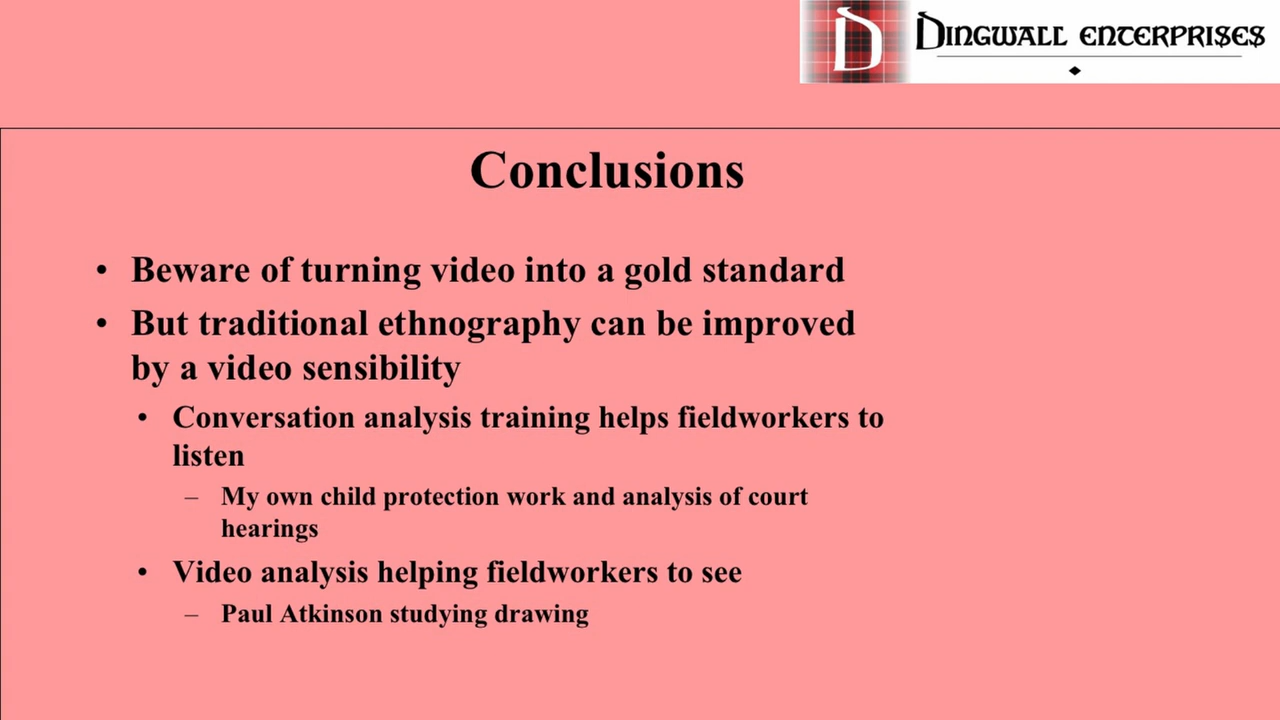 D DINGWALL ENTERPRISES
Conclusions
• Beware of turning video into a gold standard
• But traditional ethnography can be improved
by a video sensibility
• Conversation analysis training helps fieldworkers to
listen
– My own child protection work and analysis of court
hearings
• Video analysis helping fieldworkers to see
– Paul Atkinson studying drawing